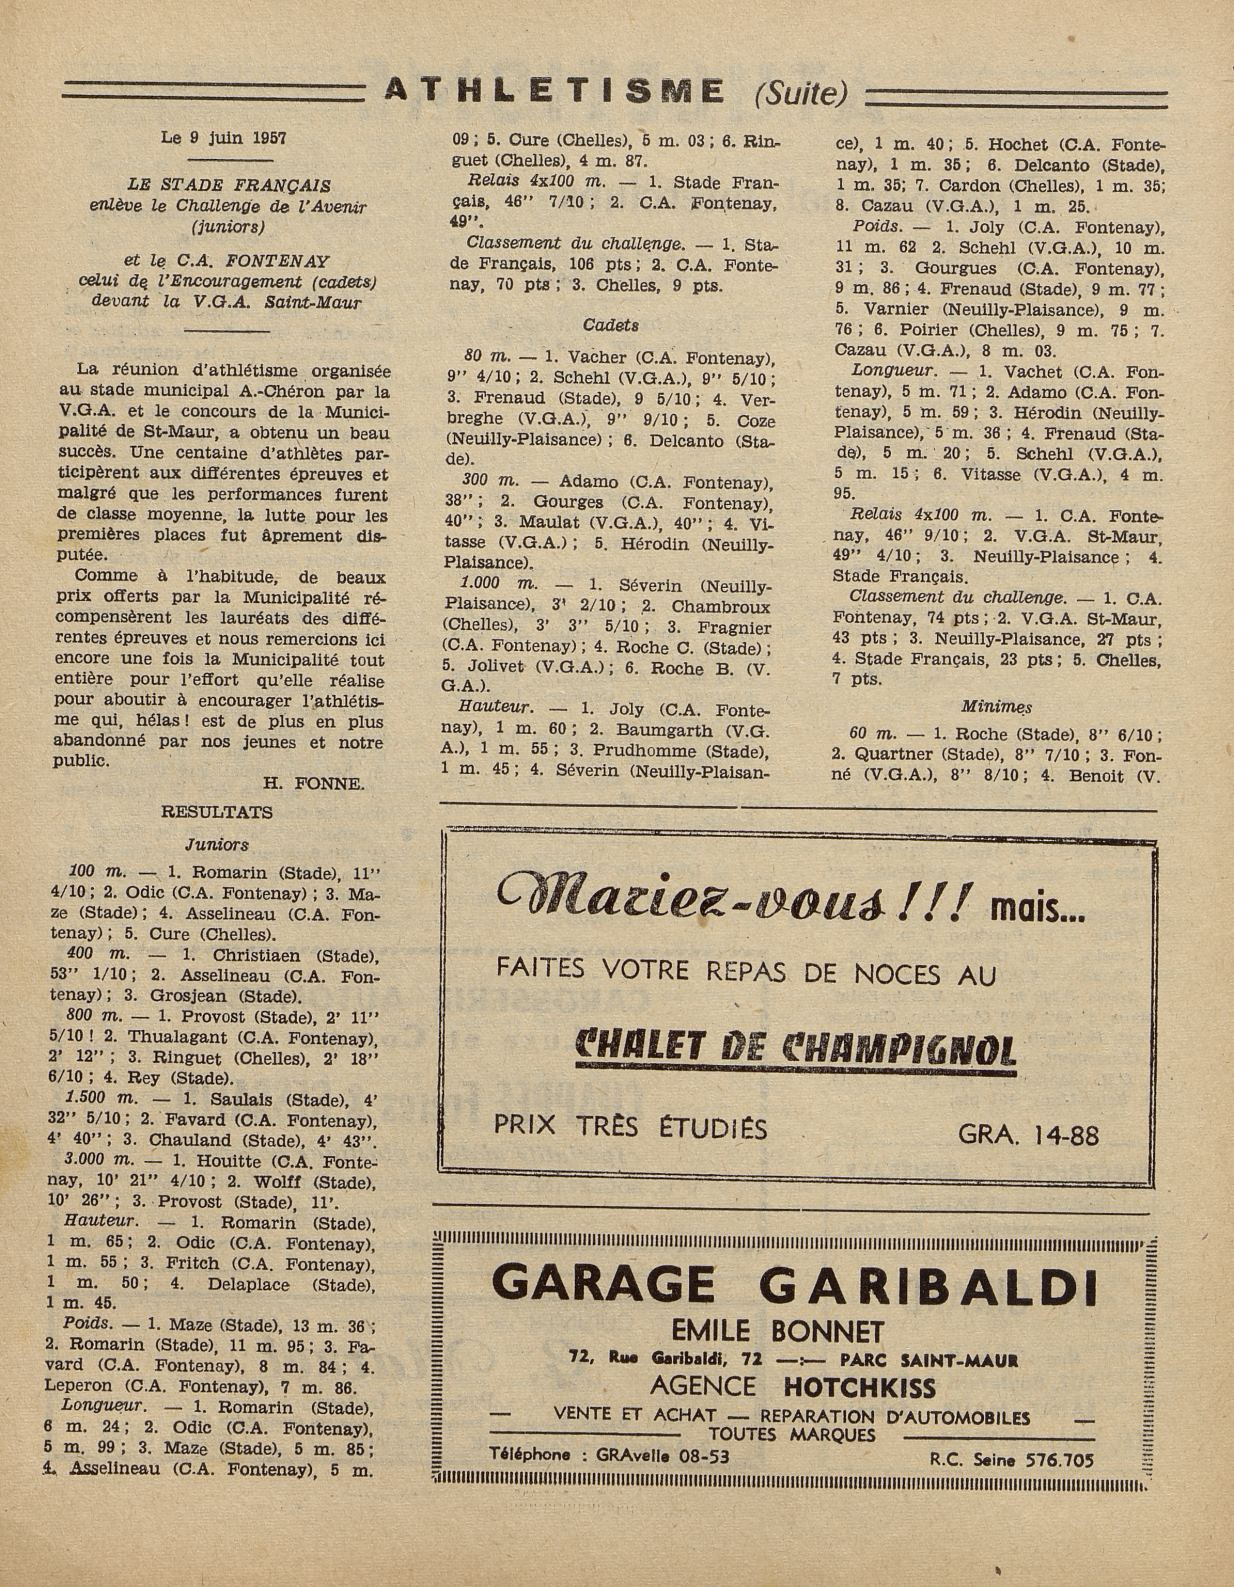 ATHLETISME (Suite)
Le 9 juin 1957
LE STADE FRANÇAIS
enlève le Challenge de l'Avenir
(juniors)
et le C.A. FONTENAY
celui de l'Encouragement (cadets)
devant la V.G.A. Saint-Maur
La réunion d'athlétisme organisée
au stade municipal A.-Chéron par la
V.G.A. et le concours de la Munici-
palité de St-Maur, a obtenu un beau
succès. Une centaine d'athlètes par-
ticipèrent aux différentes épreuves et
malgré que les performances furent
de classe moyenne, la lutte pour les
premières places fut âprement dis-
putée.
Comme à l'habitude, de beaux
prix offerts par la Municipalité ré-
compensèrent les lauréats des diffé-
rentes épreuves et nous remercions ici
encore une fois la Municipalité tout
entière pour l'effort qu'elle réalise
pour aboutir à encourager l'athlétis-
me qui, hélas ! est de plus en plus
abandonné par nos jeunes et notre
public.
H. FONNE.
RESULTATS
Juniors
100 m. — 1. Romarin (Stade), 11''
4/10 ; 2. Odic (C.A. Fontenay) ; 3. Ma-
ze (Stade) ; 4. Asselineau (C.A. Fon-
tenay) ; 5. Cure (Chelles).
400 m. — 1. Christiaen (Stade),
53'' 1/10 ; 2. Asselineau (C.A. Fon-
tenay) ; 3. Grosjean (Stade).
800 m. — 1. Provost (Stade), 2' 11''
5/10 ! 2. Thualagant (C.A. Fontenay),
2' 12'' ; 3. Ringuet (Chelles), 2' 18''
6/10 ; 4. Rey (Stade).
1.500 m. — 1. Saulais (Stade), 4'
32'' 5/10 ; 2. Favard (C.A. Fontenay),
4' 40'' ; 3. Chauland (Stade), 4' 43''.
3.000 m. — 1. Houitte (C.A. Fonte-
nay, 10' 21'' 4/10 ; 2. Wolff (Stade),
10' 26'' ; 3. Provost (Stade), 11'.
Hauteur. — 1. Romarin (Stade),
1 m. 65 ; 2. Odic (C.A. Fontenay),
1 m. 55 ; 3. Fritch (C.A. Fontenay),
1 m. 50 ; 4. Delaplace (Stade),
1 m. 45.
Poids. — 1. Maze (Stade), 13 m. 36 ;
2. Romarin (Stade), 11 m. 95 ; 3. Fa-
vard (C.A. Fontenay), 8 m. 84 ; 4.
Leperon (C.A. Fontenay), 7 m. 86.
Longueur. — 1. Romarin (Stade),
6 m. 24 ; 2. Odic (C.A. Fontenay),
5 m. 99 ; 3. Maze (Stade), 5 m. 85 ;
4. Asselineau (C.A. Fontenay), 5 m.
09 ; 5. Cure (Chelles), 5 m. 03 ; 6. Rin-
guet (Chelles), 4 m. 87.
Relais 4x100 m. — 1. Stade Fran-
çais, 46'' 7/10 ; 2. C.A. Fontenay,
49''.
Classement du challenge. — 1. Sta-
de Français, 106 pts ; 2. C.A. Fonte-
nay, 70 pts ; 3. Chelles, 9 pts.
Cadets
80 m. — 1. Vacher (C.A. Fontenay),
9'' 4/10 ; 2. Schehl (V.G.A.), 9'' 5/10 ;
3. Frenaud (Stade), 9 5/10 ; 4. Ver-
breghe (V.G.A.), 9'' 9/10 ; 5. Coze
(Neuilly-Plaisance) ; 6. Delcanto (Sta-
de).
300 m. — Adamo (C.A. Fontenay),
38'' ; 2. Gourges (C.A. Fontenay),
40'' ; 3. Maulat (V.G.A.), 40'' ; 4. Vi-
tasse (V.G.A.) ; 5. Hérodin (Neuilly-
Plaisance).
1.000 m. — 1. Séverin (Neuilly-
Plaisance), 3' 2/10 ; 2. Chambroux
(Chelles), 3' 3'' 5/10 ; 3. Fragnier
(C.A. Fontenay) ; 4. Roche C. (Stade) ;
5. Jolivet (V.G.A.) ; 6. Roche B. (V.
G.A.).
Hauteur. — 1. Joly (C.A. Fonte-
nay), 1 m. 60 ; 2. Baumgarth (V.G.
A.), 1 m. 55 ; 3. Prudhomme (Stade),
1 m. 45 ; 4. Séverin (Neuilly-Plaisan-
ce), 1 m. 40 ; 5. Hochet (C.A. Fonte-
nay), 1 m. 35 ; 6. Delcanto (Stade),
1 m. 35; 7. Cardon (Chelles), 1 m. 35;
8. Cazau (V.G.A.), 1 m. 25.
Poids. — 1. Joly (C.A. Fontenay),
11 m. 62 2. Schehl (V.G.A.), 10 m.
31 ; 3. Gourgues (C.A. Fontenay),
9 m. 86 ; 4. Frenaud (Stade), 9 m. 77 ;
5. Varnier (Neuilly-Plaisance), 9 m.
76 ; 6. Poirier (Chelles), 9 m. 75 ; 7.
Cazau (V.G.A.), 8 m. 03.
Longueur. — 1. Vachet (C.A. Fon-
tenay), 5 m. 71 ; 2. Adamo (C.A. Fon-
tenay), 5 m. 59 ; 3. Hérodin (Neuilly-
Plaisance), 5 m. 36 ; 4. Frenaud (Sta-
de), 5 m. 20 ; 5. Schehl (V.G.A.),
5 m. 15 ; 6. Vitasse (V.G.A.), 4 m.
95.
Relais 4x100 m. — 1. C.A. Fonte-
nay, 46'' 9/10 ; 2. V.G.A. St-Maur,
49'' 4/10 ; 3. Neuilly-Plaisance ; 4.
Stade Français.
Classement du challenge. — 1. C.A.
Fontenay, 74 pts ; 2. V.G.A. St-Maur,
43 pts ; 3. Neuilly-Plaisance, 27 pts ;
4. Stade Français, 23 pts ; 5. Chelles,
7 pts.
Minimes
60 m. — 1. Roche (Stade), 8'' 6/10 ;
2. Quartner (Stade), 8'' 7/10 ; 3. Fon-
né (V.G.A.), 8'' 8/10 ; 4. Benoit (V.
Mariez-vous !!! mais...
FAITES VOTRE REPAS DE NOCES AU
CHALET DE CHAMPIGNOL
PRIX TRÈS ÉTUDIÉS GRA. 14-88
GARAGE GARIBALDI
EMILE BONNET
72, Rue Garibaldi, 72 —:— PARC SAINT-MAUR
AGENCE HOTCHKISS
— VENTE ET ACHAT — REPARATION D'AUTOMOBILES —
TOUTES MARQUES
Téléphone : GRAvelle 08-53 R.C. Seine 576.705